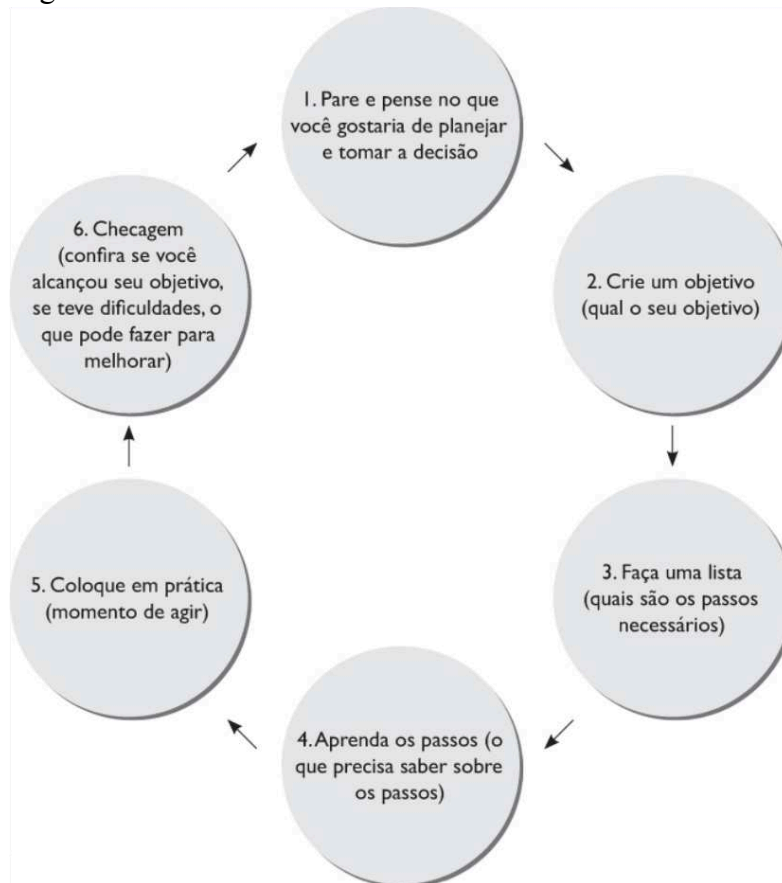 1. Pare e pense no que
você gostaria de planejar
e tomar a decisão
2. Crie um objetivo
(qual o seu objetivo)
3. Faça uma lista
(quais são os passos
necessários)
4. Aprenda os passos (o
que precisa saber sobre
os passos)
5. Coloque em prática
(momento de agir)
6. Checagem
(confira se você
alcançou seu objetivo,
se teve dificuldades, o
que pode fazer para
melhorar)